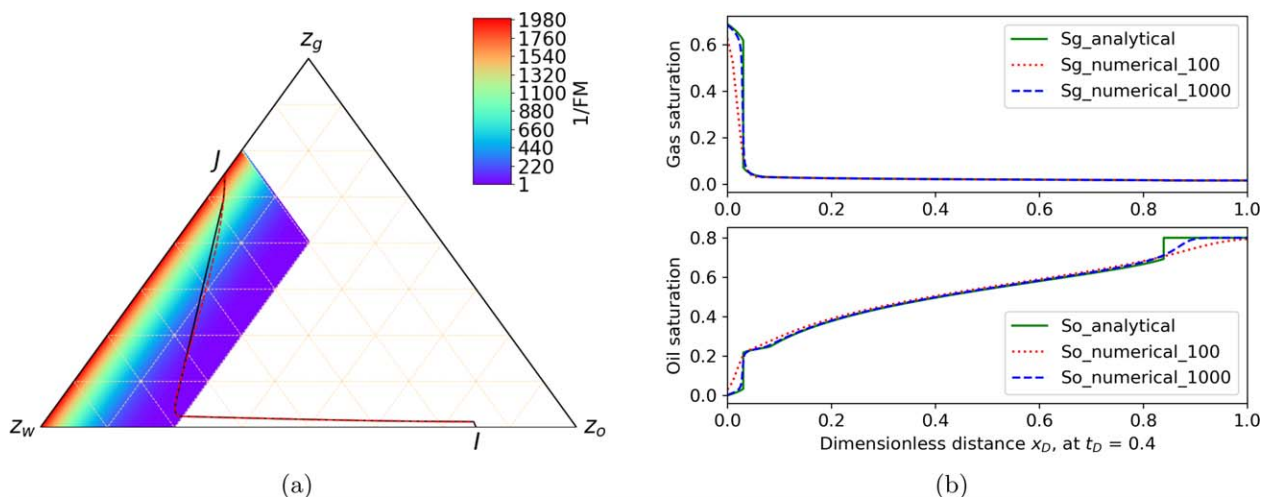 z_g
J
z_w
I
z_o
1980
1760
1540
1320
1100
880
660
440
220
1
1/FM
(a)
0.6
0.4
0.2
0.0
Gas saturation
Sg_analytical
Sg_numerical_100
Sg_numerical_1000
0.0 0.2 0.4 0.6 0.8 1.0
0.8
0.6
0.4
0.2
0.0
Oil saturation
So_analytical
So_numerical_100
So_numerical_1000
0.0 0.2 0.4 0.6 0.8 1.0
Dimensionless distance x_D, at t_D = 0.4
(b)